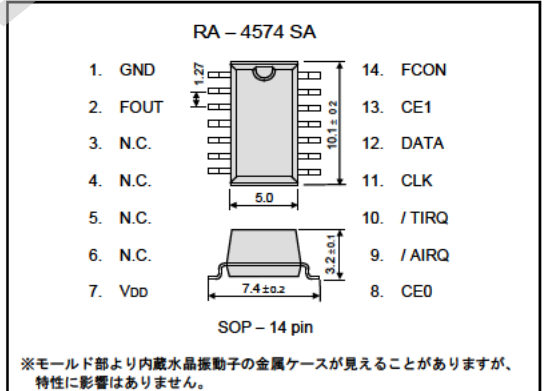 RA – 4574 SA
1. GND
2. FOUT
3. N.C.
4. N.C.
5. N.C.
6. N.C.
7. VDD
1.27
10.1± 02
5.0
3.2±0.1
7.4±0.2
14. FCON
13. CE1
12. DATA
11. CLK
10. / TIRQ
9. / AIRQ
8. CE0
SOP – 14 pin
※モールド部より内蔵水晶振動子の金属ケースが見えることがありますが、
特性に影響はありません。